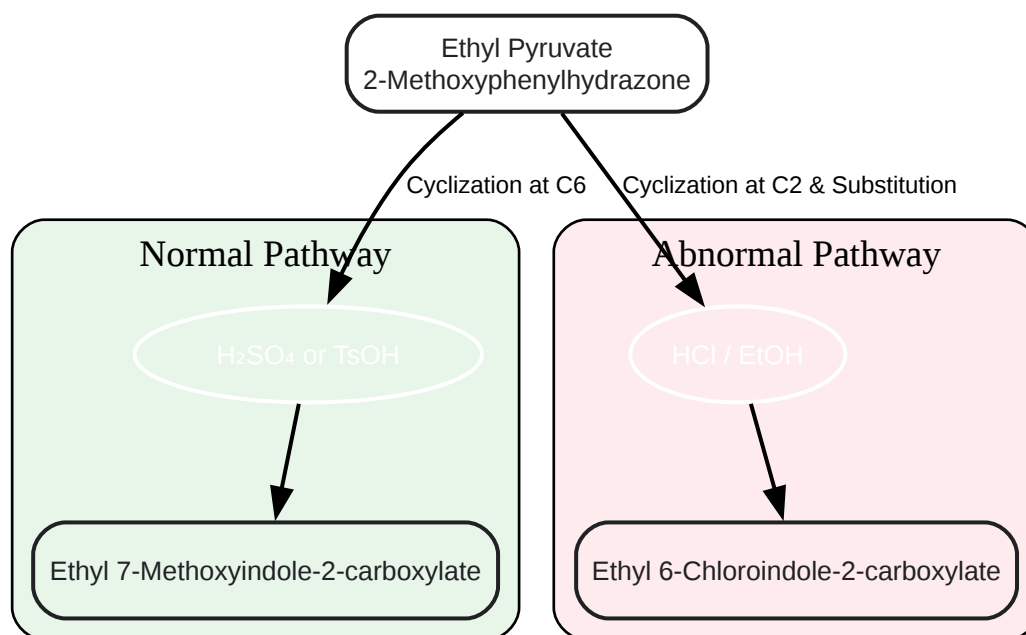 Ethyl Pyruvate
2-Methoxyphenylhydrazone
Cyclization at C6
Cyclization at C2 & Substitution
Normal Pathway
Abnormal Pathway
H₂SO₄ or TsOH
HCl / EtOH
Ethyl 7-Methoxyindole-2-carboxylate
Ethyl 6-Chloroindole-2-carboxylate